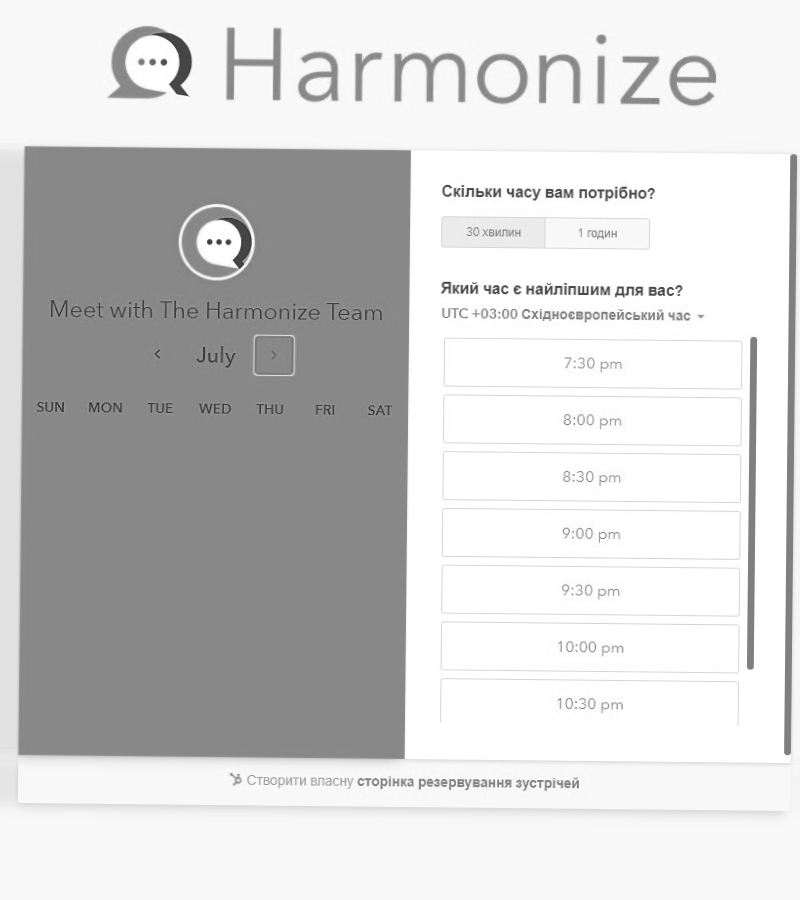 Harmonize
Meet with The Harmonize Team
July
SUN MON TUE WED THU FRI SAT
Скільки часу вам потрібно?
30 хвилин 1 годин
Який час є найліпшим для вас?
UTC +03:00 Східноєвропейський час
7:30 pm
8:00 pm
8:30 pm
9:00 pm
9:30 pm
10:00 pm
10:30 pm
Створити власну сторінка резервування зустрічей